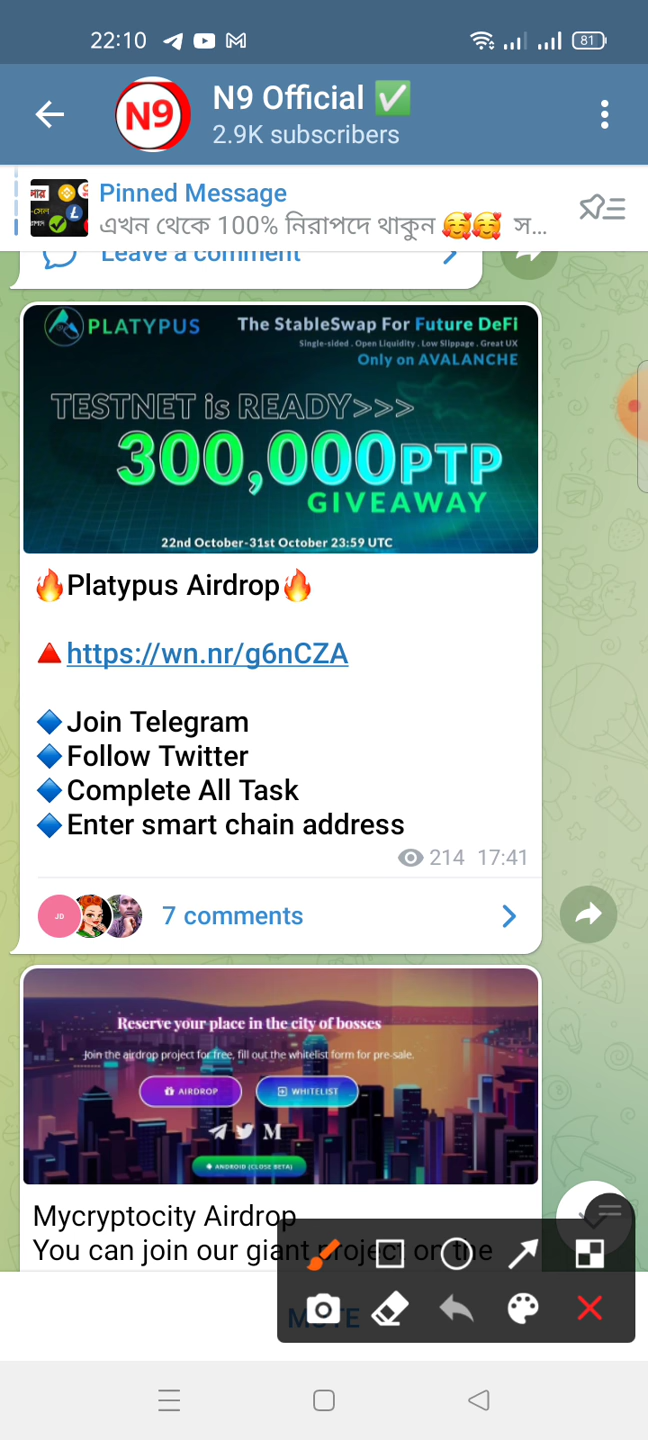 22:10
81
N9
N9 Official ✅
2.9K subscribers
Pinned Message
এখন থেকে 100% নিরাপদে থাকুন 🥰🥰 স...
Leave a comment
PLATYPUS
The StableSwap For Future DeFi
Single-sided . Open Liquidity . Low Slippage . Great UX
Only on AVALANCHE
TESTNET is READY>>>
300,000PTP
GIVEAWAY
22nd October-31st October 23:59 UTC
🔥Platypus Airdrop🔥
🔺https://wn.nr/g6nCZA
🔷Join Telegram
🔷Follow Twitter
🔷Complete All Task
🔷Enter smart chain address
214 17:41
JD
7 comments
Reserve your place in the city of bosses
Join the airdrop project for free, fill out the whitelist form for pre-sale.
AIRDROP
WHITELIST
ANDROID (CLOSE BETA)
Mycryptocity Airdrop
You can join our giant project on the
MUTE